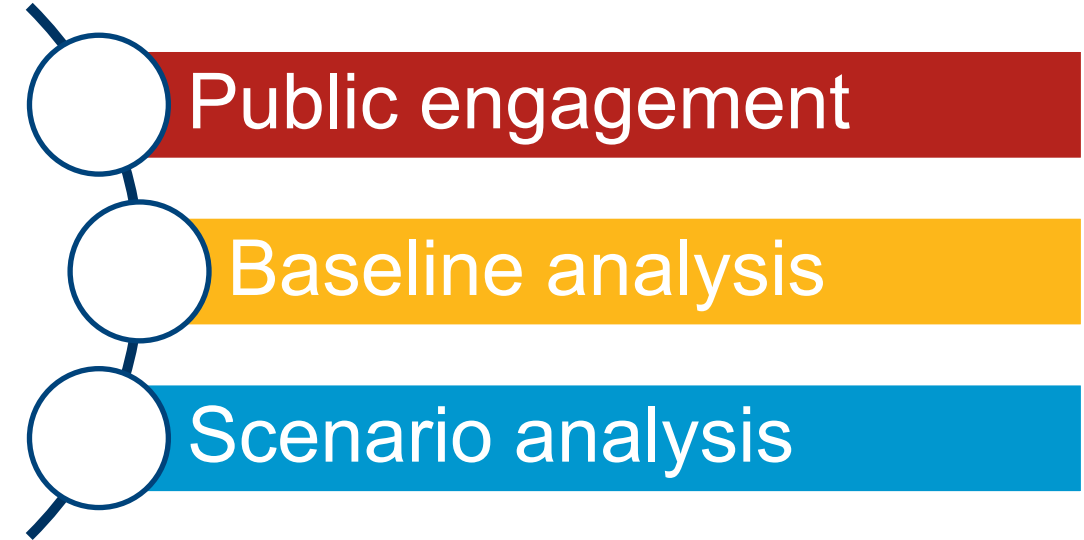 Public engagement
Baseline analysis
Scenario analysis